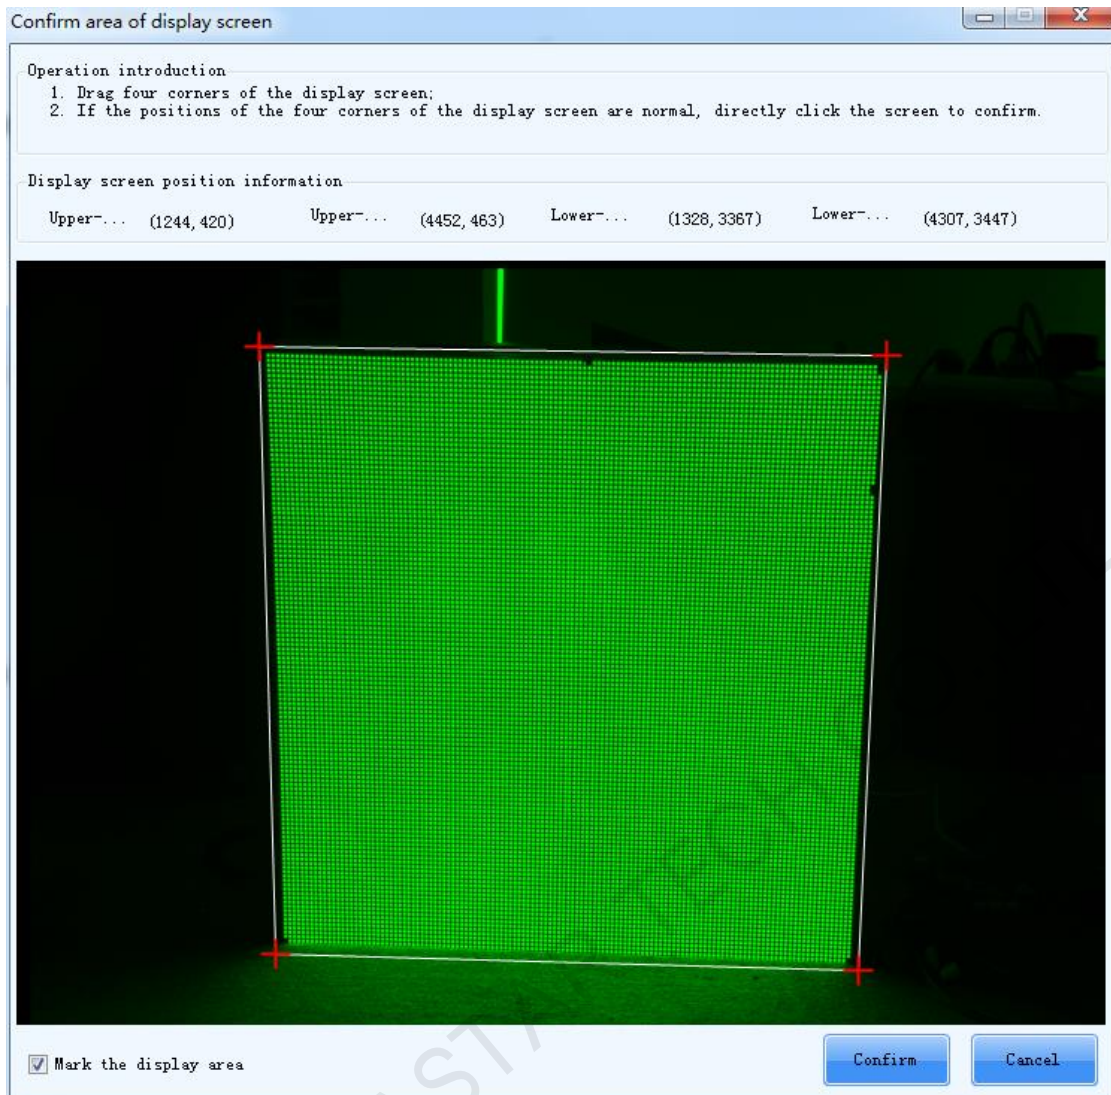 Confirm area of display screen
Operation introduction
1. Drag four corners of the display screen;
2. If the positions of the four corners of the display screen are normal, directly click the screen to confirm.
Display screen position information
Upper-... (1244, 420) Upper-... (4452, 463) Lower-... (1328, 3367) Lower-... (4307, 3447)
TECH
Mark the display area
Confirm Cancel